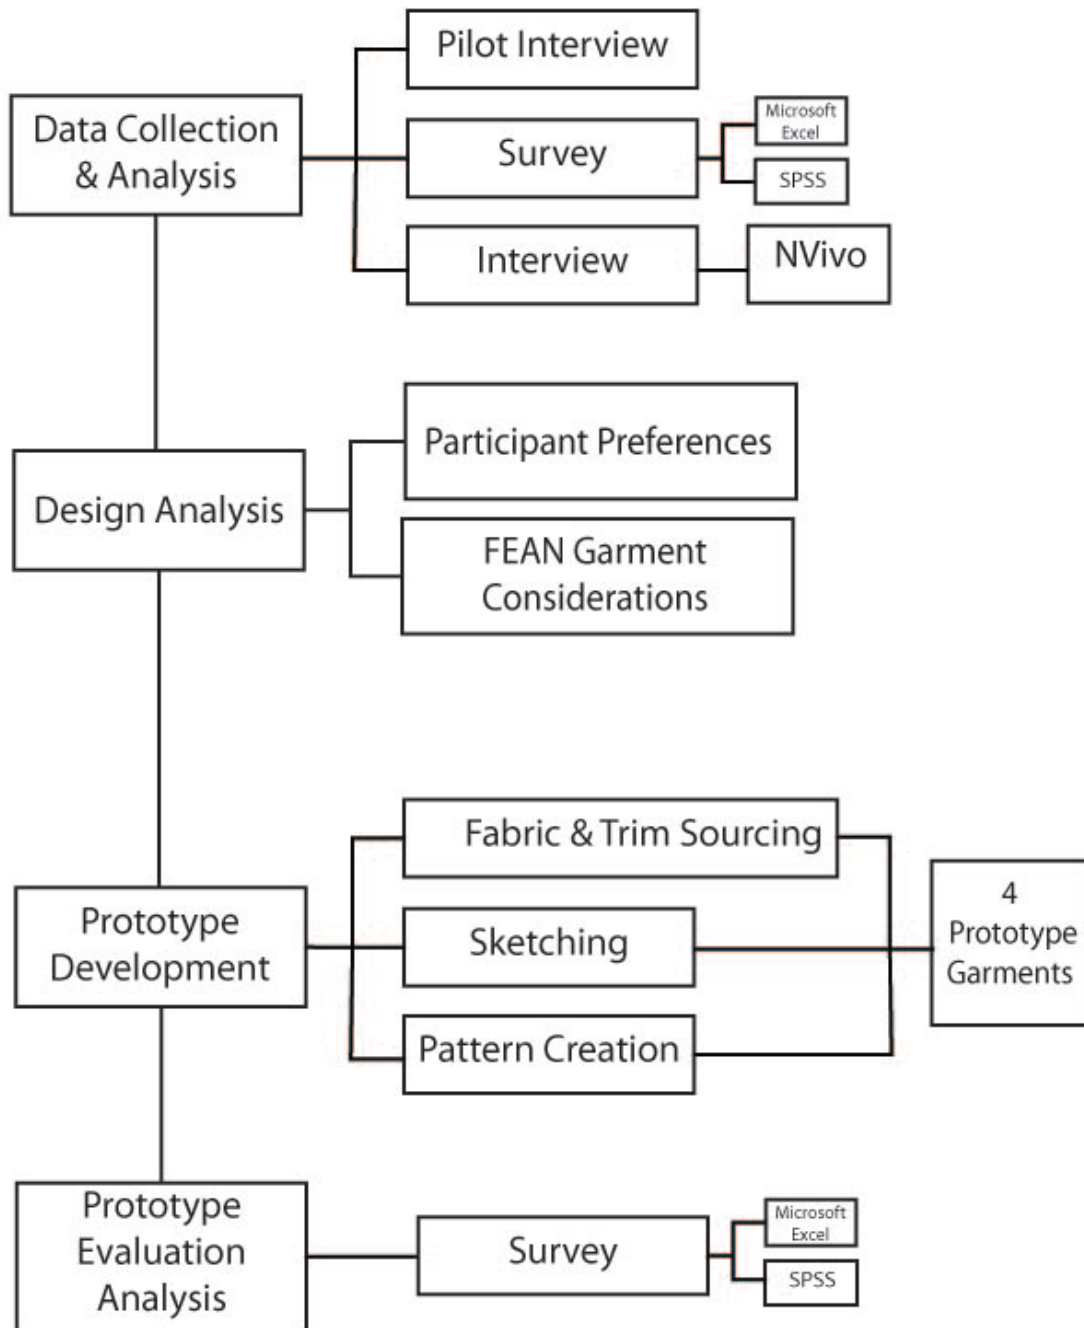 Pilot Interview
Data Collection
& Analysis
Survey
Microsoft
Excel
SPSS
Interview
NVivo
Participant Preferences
Design Analysis
FEAN Garment
Considerations
Fabric & Trim Sourcing
Prototype
Development
Sketching
4
Prototype
Garments
Pattern Creation
Prototype
Evaluation
Analysis
Survey
Microsoft
Excel
SPSS